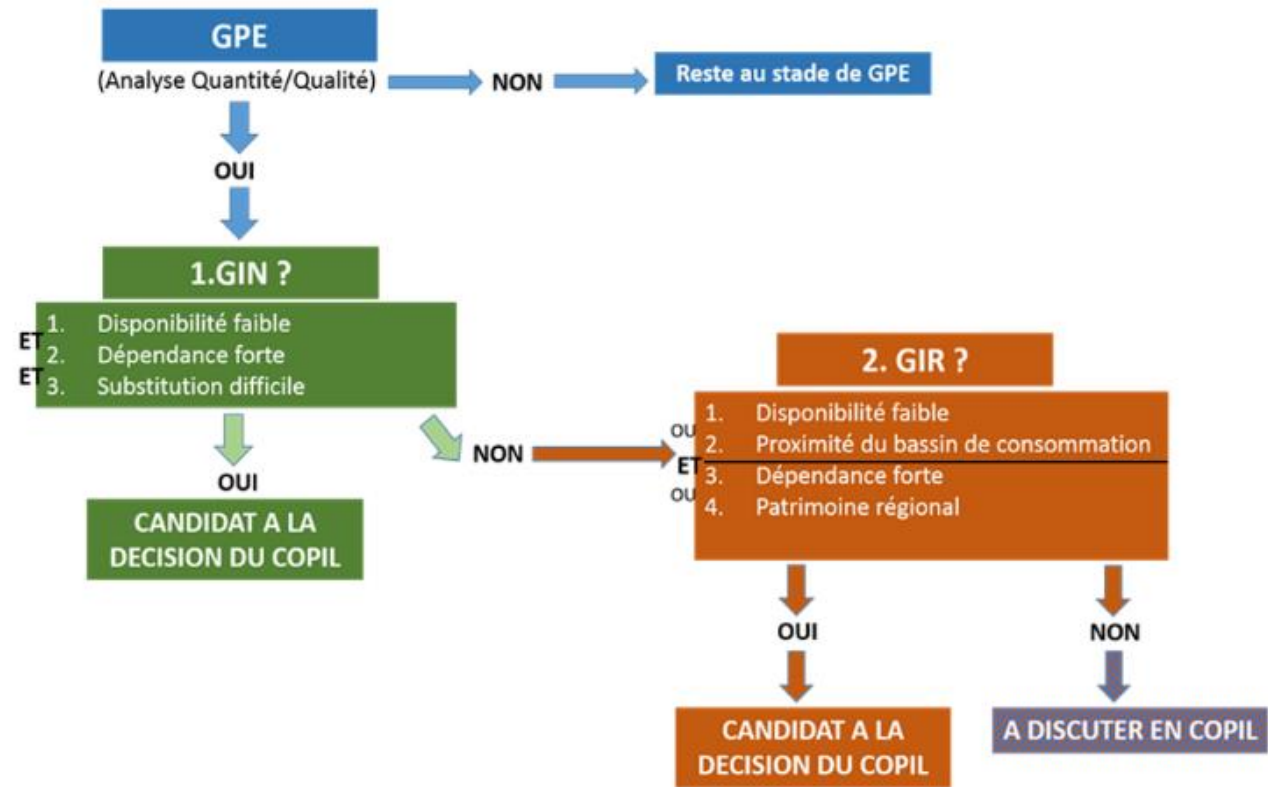 GPE
(Analyse Quantité/Qualité)
NON
Reste au stade de GPE
OUI
1.GIN ?
1. Disponibilité faible
ET
2. Dépendance forte
ET
3. Substitution difficile
OUI
NON
CANDIDAT A LA
DECISION DU COPIL
2. GIR ?
1. Disponibilité faible
OU
2. Proximité du bassin de consommation
ET
3. Dépendance forte
OU
4. Patrimoine régional
OUI
NON
CANDIDAT A LA
DECISION DU COPIL
A DISCUTER EN COPIL